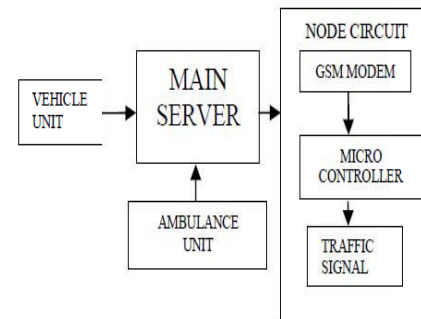 VEHICLE
UNIT
MAIN
SERVER
AMBULANCE
UNIT
NODE CIRCUIT
GSM MODEM
MICRO
CONTROLLER
TRAFFIC
SIGNAL